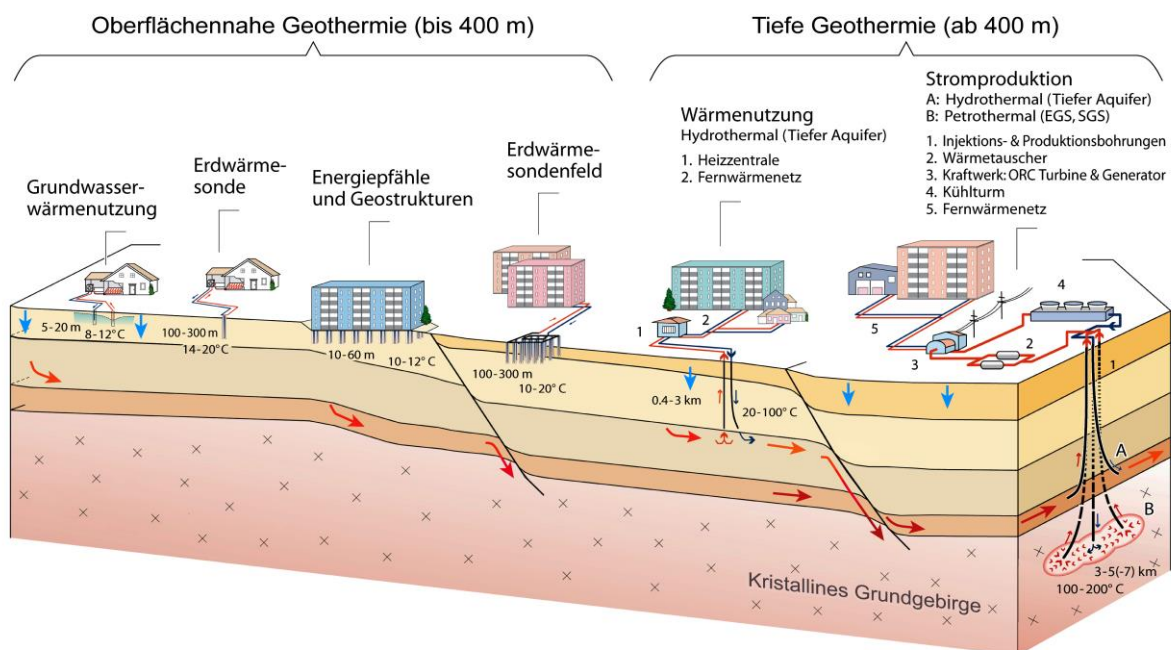 Oberflächennahe Geothermie (bis 400 m)
Tiefe Geothermie (ab 400 m)
Grundwasser-
wärmenutzung
Erdwärme-
sonde
Energiepfähle
und Geostrukturen
Erdwärme-
sondenfeld
Wärmenutzung
Hydrothermal (Tiefer Aquifer)
1. Heizzentrale
2. Fernwärmenetz
Stromproduktion
A: Hydrothermal (Tiefer Aquifer)
B: Petrothermal (EGS, SGS)
1. Injektions- & Produktionsbohrungen
2. Wärmetauscher
3. Kraftwerk: ORC Turbine & Generator
4. Kühlturm
5. Fernwärmenetz
5-20 m
8-12°C
100-300 m
14-20°C
10-60 m
10-12° C
100-300 m
10-20° C
1
2
0.4-3 km
20-100° C
5
3
2
4
1
A
B
3-5(-7) km
100-200° C
Kristallines Grundgebirge